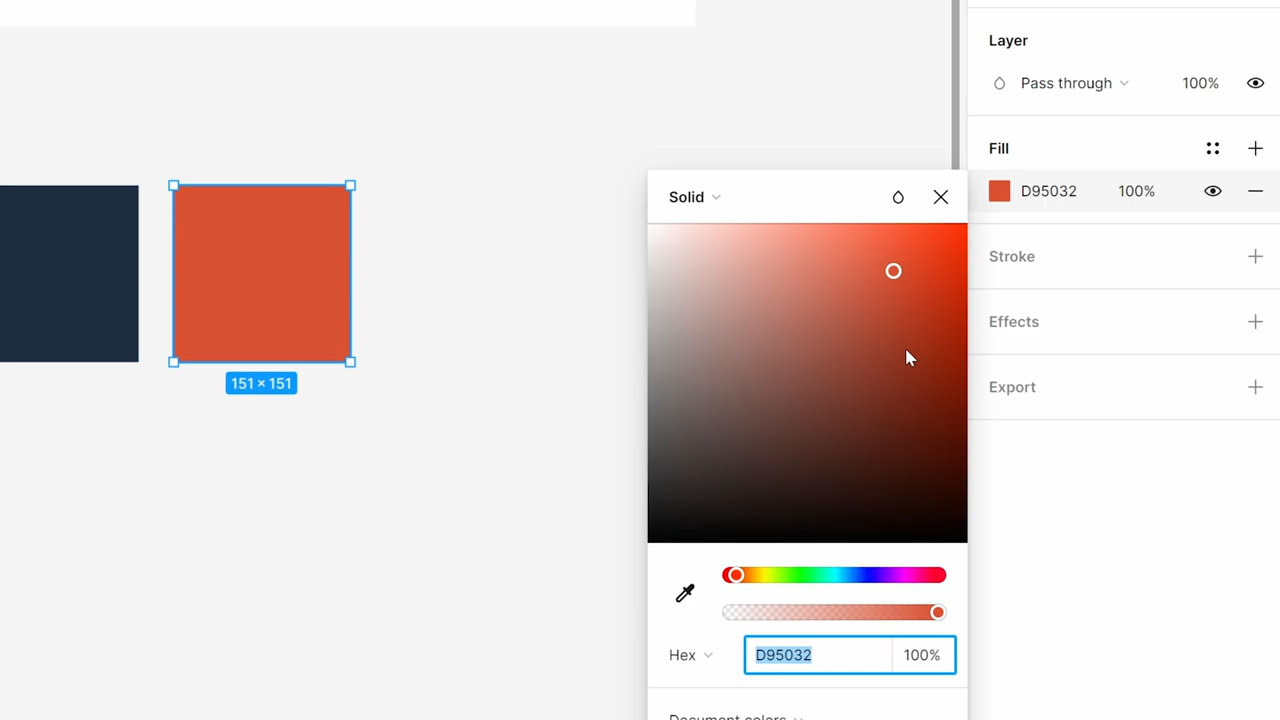 Layer
Pass through 100%
Fill
D95032 100%
Stroke
Effects
Export
Solid
151 × 151
Hex D95032 100%
Document colors